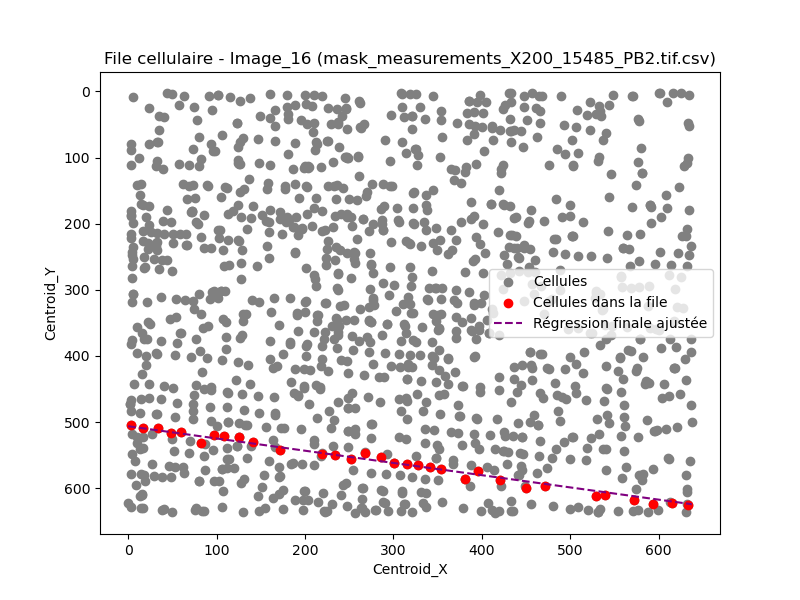 File cellulaire - Image_16 (mask_measurements_X200_15485_PB2.tif.csv)
0
100
200
300
400
500
600
Centroid_Y
Cellules
Cellules dans la file
Régression finale ajustée
0 100 200 300 400 500 600
Centroid_X